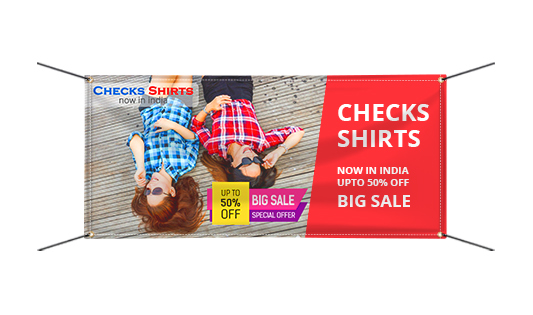 CHECKS SHIRTS
now in india
UP TO
50%
OFF
BIG SALE
SPECIAL OFFER
CHECKS
SHIRTS
NOW IN INDIA
UPTO 50% OFF
BIG SALE